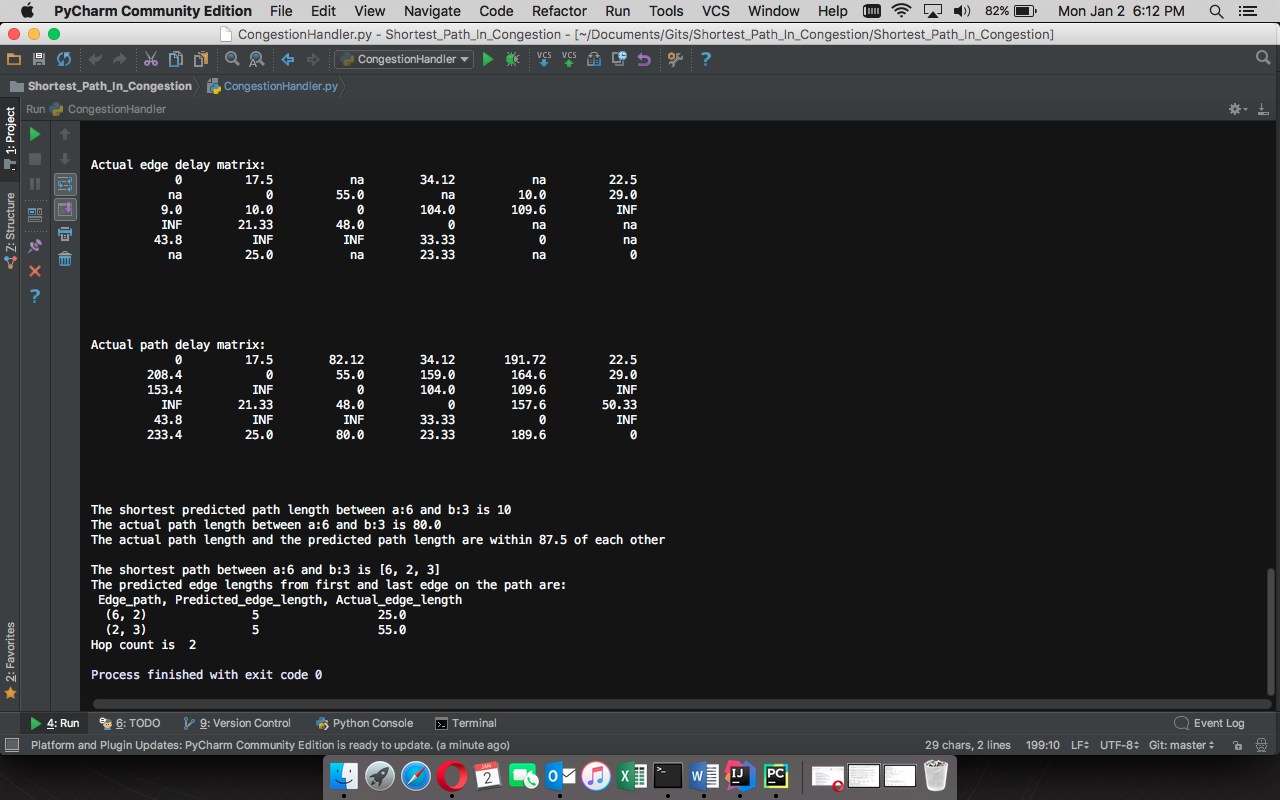 PyCharm Community Edition File Edit View Navigate Code Refactor Run Tools VCS Window Help 82% Mon Jan 2 6:12 PM
CongestionHandler.py - Shortest_Path_In_Congestion - [~/Documents/Gits/Shortest_Path_In_Congestion/Shortest_Path_In_Congestion]
CongestionHandler VCS VCS ?
Shortest_Path_In_Congestion CongestionHandler.py
Run CongestionHandler
1: Project
7: Structure
2: Favorites
?
Actual edge delay matrix:
0 17.5 na 34.12 na 22.5
na 0 55.0 na 10.0 29.0
9.0 10.0 0 104.0 109.6 INF
INF 21.33 48.0 0 na na
43.8 INF INF 33.33 0 na
na 25.0 na 23.33 na 0
Actual path delay matrix:
0 17.5 82.12 34.12 191.72 22.5
208.4 0 55.0 159.0 164.6 29.0
153.4 INF 0 104.0 109.6 INF
INF 21.33 48.0 0 157.6 50.33
43.8 INF INF 33.33 0 INF
233.4 25.0 80.0 23.33 189.6 0
The shortest predicted path length between a:6 and b:3 is 10
The actual path length between a:6 and b:3 is 80.0
The actual path length and the predicted path length are within 87.5 of each other
The shortest path between a:6 and b:3 is [6, 2, 3]
The predicted edge lengths from first and last edge on the path are:
Edge_path, Predicted_edge_length, Actual_edge_length
(6, 2) 5 25.0
(2, 3) 5 55.0
Hop count is 2
Process finished with exit code 0
4: Run 6: TODO 9: Version Control Python Console Terminal Event Log
Platform and Plugin Updates: PyCharm Community Edition is ready to update. (a minute ago) 29 chars, 2 lines 199:10 LF UTF-8 Git: master
JAN
2
IJ
PC